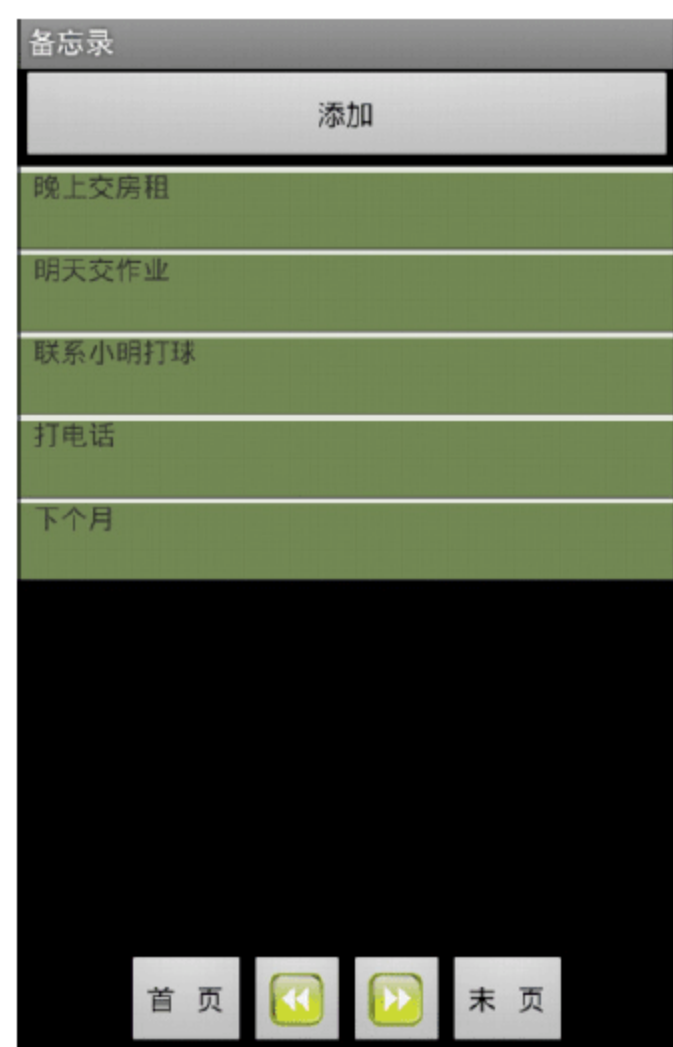 备忘录
添加
晚上交房租
明天交作业
联系小明打球
打电话
下个月
首 页 末 页